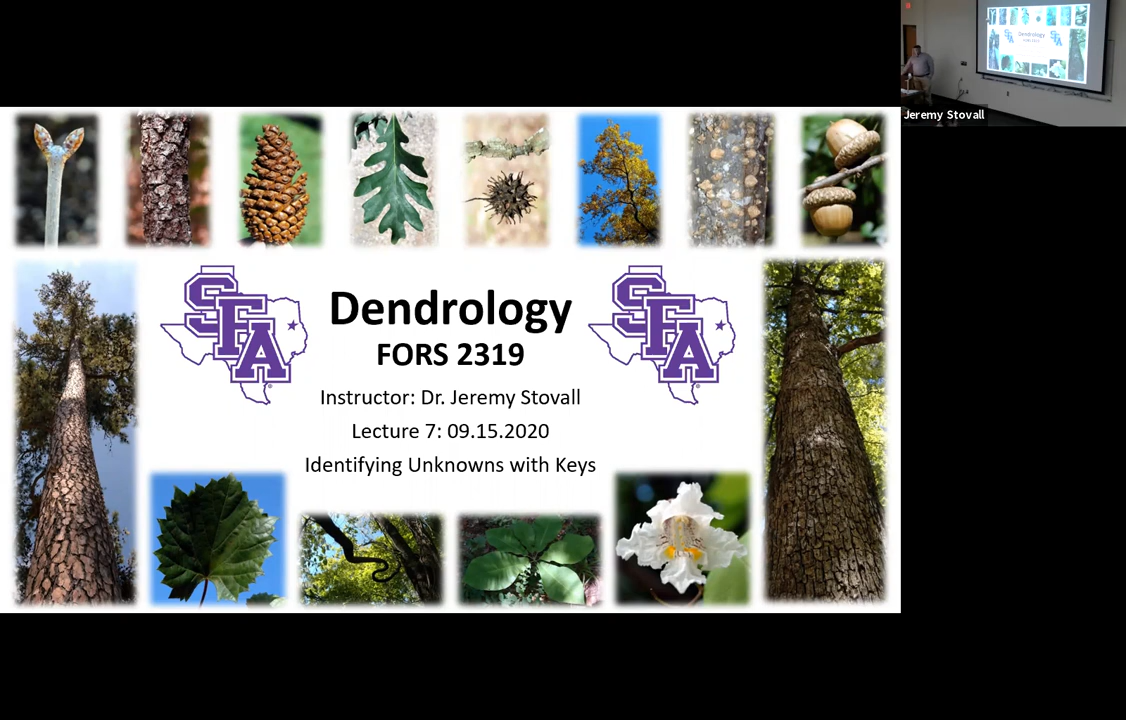 Jeremy Stovall
SFA
SFA
Dendrology
FORS 2319
Instructor: Dr. Jeremy Stovall
Lecture 7: 09.15.2020
Identifying Unknowns with Keys